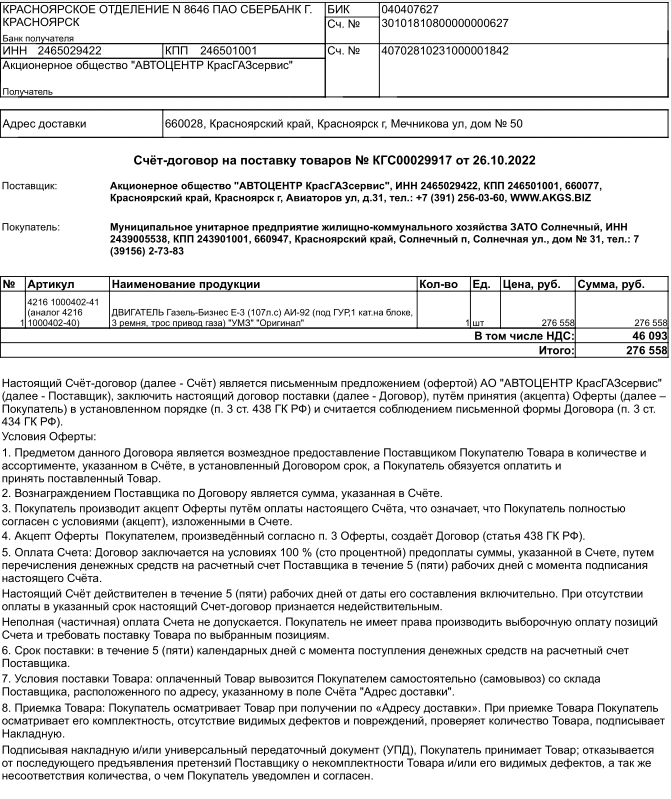 КРАСНОЯРСКОЕ ОТДЕЛЕНИЕ N 8646 ПАО СБЕРБАНК Г.
КРАСНОЯРСК
Банк получателя
БИК 040407627
Сч. № 30101810800000000627
ИНН 2465029422 КПП 246501001 Сч. № 40702810231000001842
Акционерное общество "АВТОЦЕНТР КрасГАЗсервис"
Получатель
Адрес доставки 660028, Красноярский край, Красноярск г, Мечникова ул, дом № 50
Счёт-договор на поставку товаров № КГС00029917 от 26.10.2022
Поставщик: Акционерное общество "АВТОЦЕНТР КрасГАЗсервис", ИНН 2465029422, КПП 246501001, 660077,
Красноярский край, Красноярск г, Авиаторов ул, д.31, тел.: +7 (391) 256-03-60, WWW.AKGS.BIZ
Покупатель: Муниципальное унитарное предприятие жилищно-коммунального хозяйства ЗАТО Солнечный, ИНН
2439005538, КПП 243901001, 660947, Красноярский край, Солнечный п, Солнечная ул., дом № 31, тел.: 7
(39156) 2-73-83
№ Артикул Наименование продукции Кол-во Ед. Цена, руб. Сумма, руб.
4216 1000402-41
(аналог 4216 ДВИГАТЕЛЬ Газель-Бизнес Е-3 (107л.с) АИ-92 (под ГУР,1 кат.на блоке,
1 1000402-40) 3 ремня, трос привод газа) "УМЗ" "Оригинал" 1 шт 276 558 276 558
В том числе НДС: 46 093
Итого: 276 558
Настоящий Счёт-договор (далее - Счёт) является письменным предложением (офертой) АО "АВТОЦЕНТР КрасГАЗсервис"
(далее - Поставщик), заключить настоящий договор поставки (далее - Договор), путём принятия (акцепта) Оферты (далее –
Покупатель) в установленном порядке (п. 3 ст. 438 ГК РФ) и считается соблюдением письменной формы Договора (п. 3 ст.
434 ГК РФ).
Условия Оферты:
1. Предметом данного Договора является возмездное предоставление Поставщиком Покупателю Товара в количестве и
ассортименте, указанном в Счёте, в установленный Договором срок, а Покупатель обязуется оплатить и
принять поставленный Товар.
2. Вознаграждением Поставщика по Договору является сумма, указанная в Счёте.
3. Покупатель производит акцепт Оферты путём оплаты настоящего Счёта, что означает, что Покупатель полностью
согласен с условиями (акцепт), изложенными в Счете.
4. Акцепт Оферты Покупателем, произведённый согласно п. 3 Оферты, создаёт Договор (статья 438 ГК РФ).
5. Оплата Счета: Договор заключается на условиях 100 % (сто процентной) предоплаты суммы, указанной в Счете, путем
перечисления денежных средств на расчетный счет Поставщика в течение 5 (пяти) рабочих дней с момента подписания
настоящего Счёта.
Настоящий Счёт действителен в течение 5 (пяти) рабочих дней от даты его составления включительно. При отсутствии
оплаты в указанный срок настоящий Счет-договор признается недействительным.
Неполная (частичная) оплата Счета не допускается. Покупатель не имеет права производить выборочную оплату позиций
Счета и требовать поставку Товара по выбранным позициям.
6. Срок поставки: в течение 5 (пяти) календарных дней с момента поступления денежных средств на расчетный счет
Поставщика.
7. Условия поставки Товара: оплаченный Товар вывозится Покупателем самостоятельно (самовывоз) со склада
Поставщика, расположенного по адресу, указанному в поле Счёта "Адрес доставки".
8. Приемка Товара: Покупатель осматривает Товар при получении по «Адресу доставки». При приемке Товара Покупатель
осматривает его комплектность, отсутствие видимых дефектов и повреждений, проверяет количество Товара, подписывает
Накладную.
Подписывая накладную и/или универсальный передаточный документ (УПД), Покупатель принимает Товар; отказывается
от последующего предъявления претензий Поставщику о некомплектности Товара и/или его видимых дефектов, а так же
несоответствия количества, о чем Покупатель уведомлен и согласен.